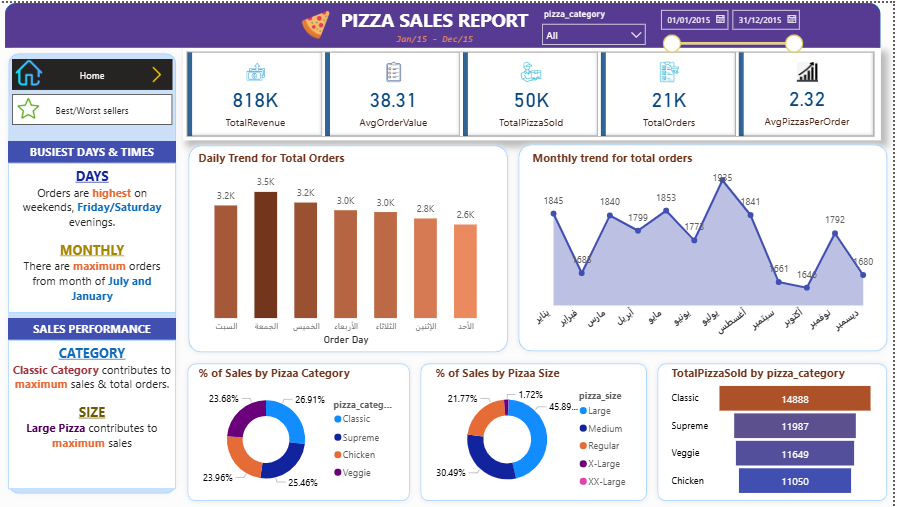 PIZZA SALES REPORT
Jan/15 - Dec/15
pizza_category
All
01/01/2015
31/12/2015
Home
Best/Worst sellers
818K
TotalRevenue
38.31
AvgOrderValue
50K
TotalPizzaSold
21K
TotalOrders
2.32
AvgPizzasPerOrder
BUSIEST DAYS & TIMES
DAYS
Orders are highest on
weekends, Friday/Saturday
evenings.
MONTHLY
There are maximum orders
from month of July and
January
SALES PERFORMANCE
CATEGORY
Classic Category contributes to
maximum sales & total orders.
SIZE
Large Pizza contributes to
maximum sales
Daily Trend for Total Orders
3.2K
3.5K
3.2K
3.0K
3.0K
2.8K
2.6K
السبت
الجمعة
الخميس
الأربعاء
الثلاثاء
الإثنين
الأحد
Order Day
Monthly trend for total orders
1845
1840
1799
1853
1935
1841
1661
1792
1680
يناير
فبراير
مارس
أبريل
مايو
يونيو
يوليو
أغسطس
سبتمبر
أكتوبر
نوفمبر
ديسمبر
% of Sales by Pizaa Category
23.68%
26.91%
23.96%
25.46%
pizza_categ...
Classic
Supreme
Chicken
Veggie
% of Sales by Pizaa Size
21.77%
1.72%
45.89...
30.49%
pizza_size
Large
Medium
Regular
X-Large
XX-Large
TotalPizzaSold by pizza_category
Classic 14888
Supreme 11987
Veggie 11649
Chicken 11050